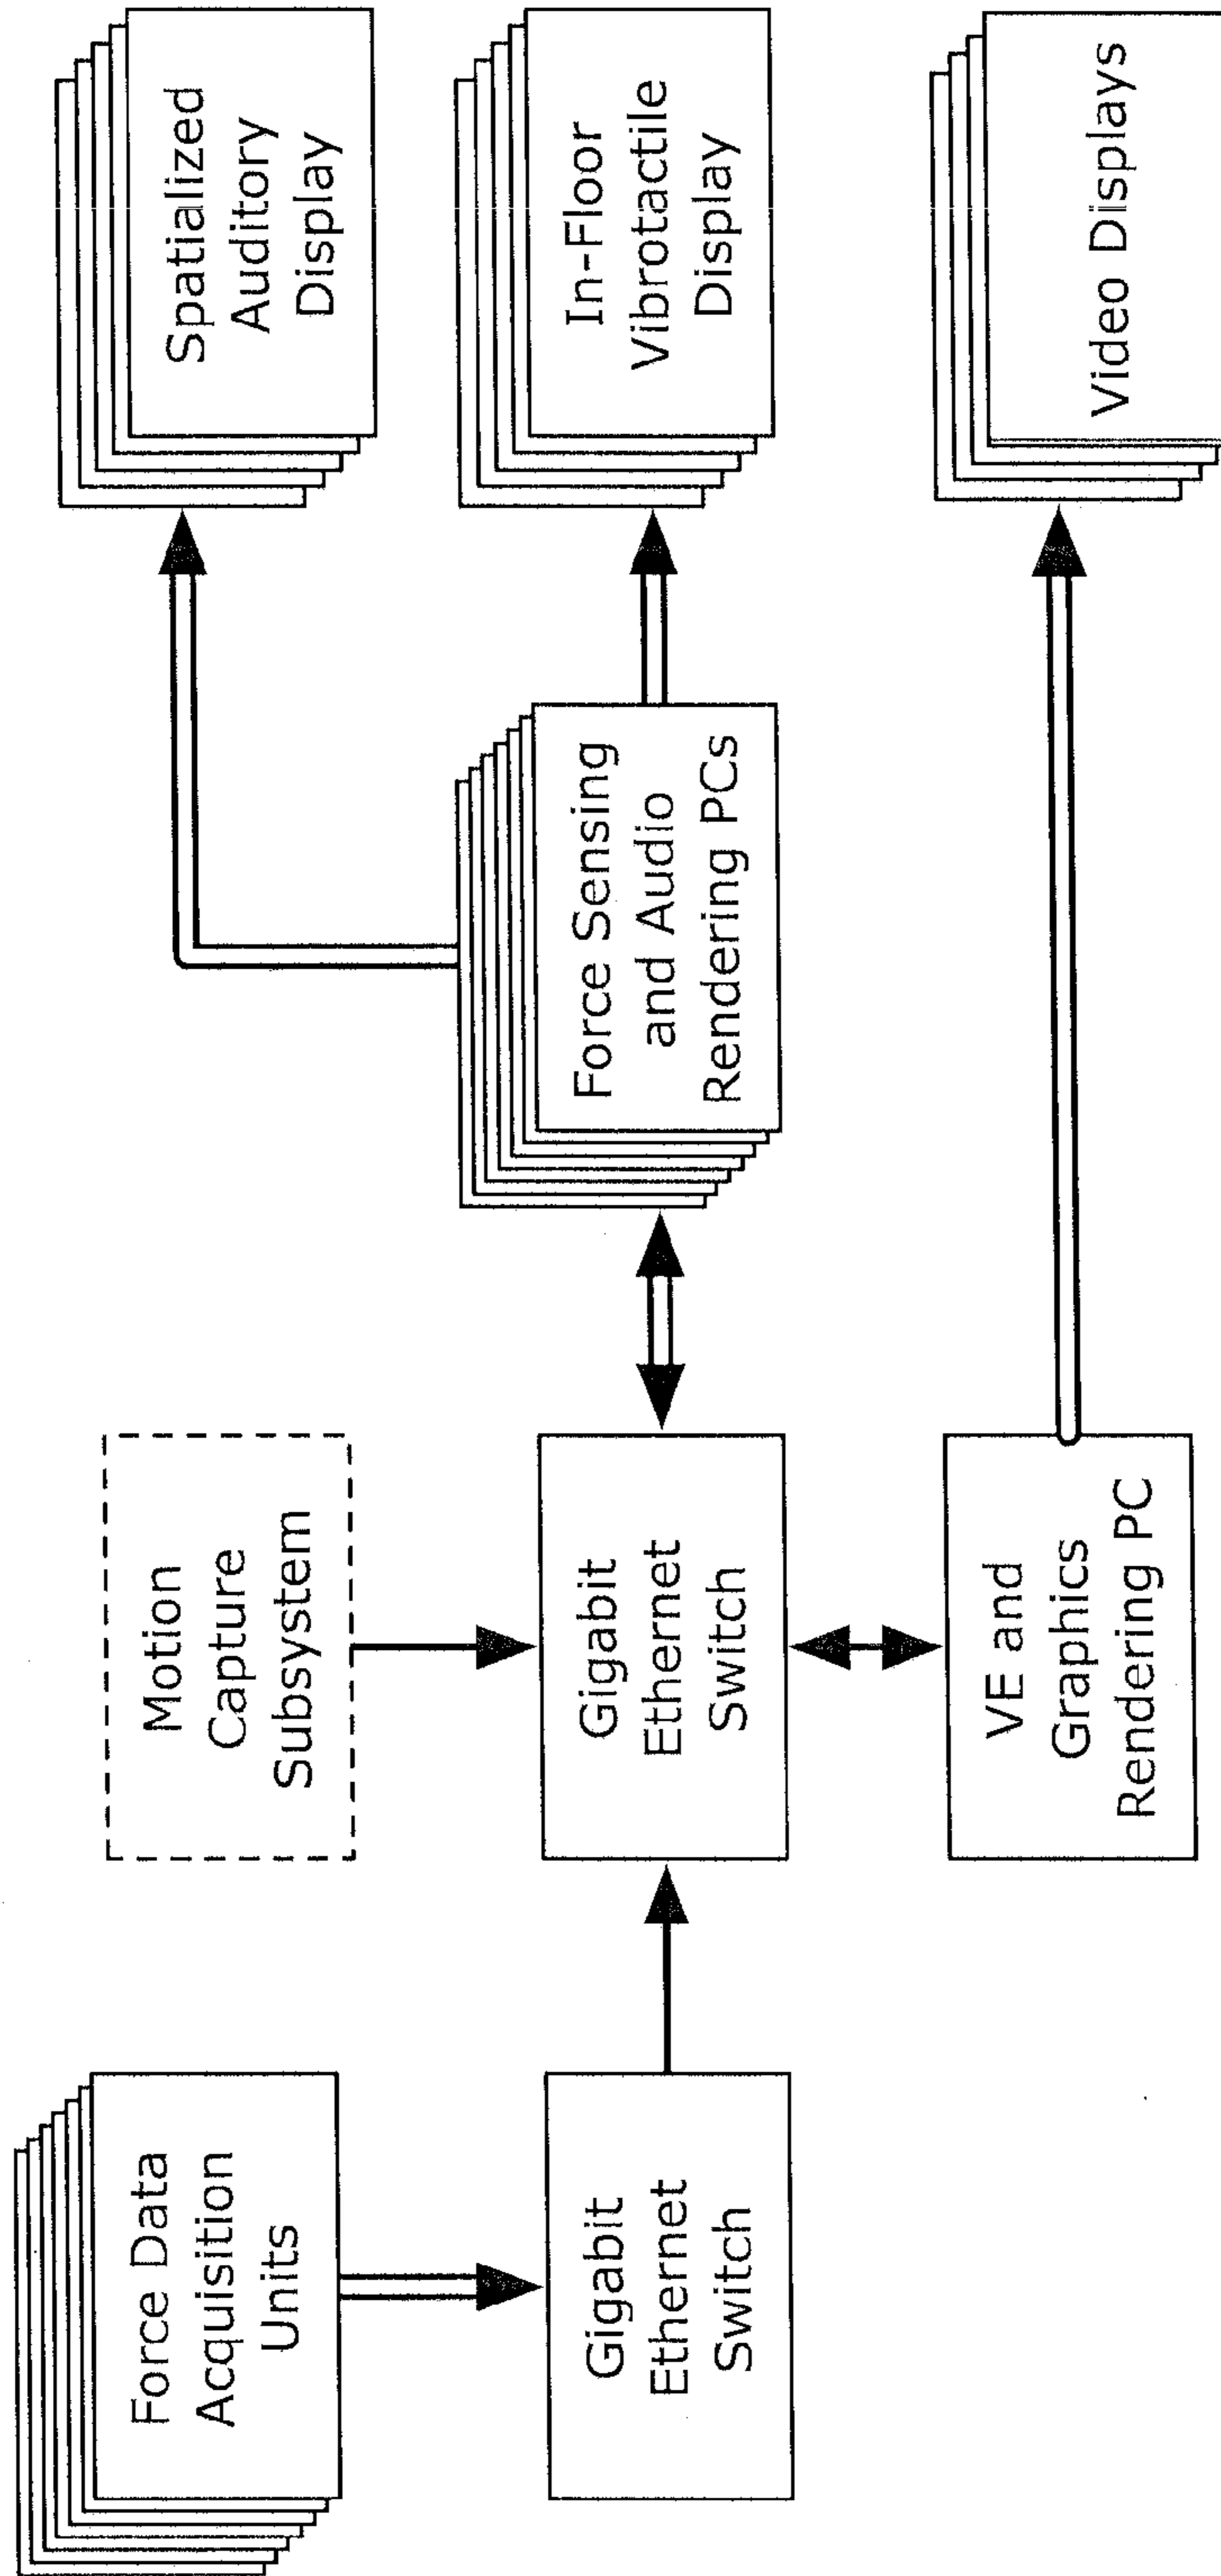 Force Data
Acquisition
Units
Motion
Capture
Subsystem
Spatialized
Auditory
Display
Gigabit
Ethernet
Switch
Gigabit
Ethernet
Switch
Force Sensing
and Audio
Rendering PCs
In-Floor
Vibrotactile
Display
VE and
Graphics
Rendering PC
Video Displays